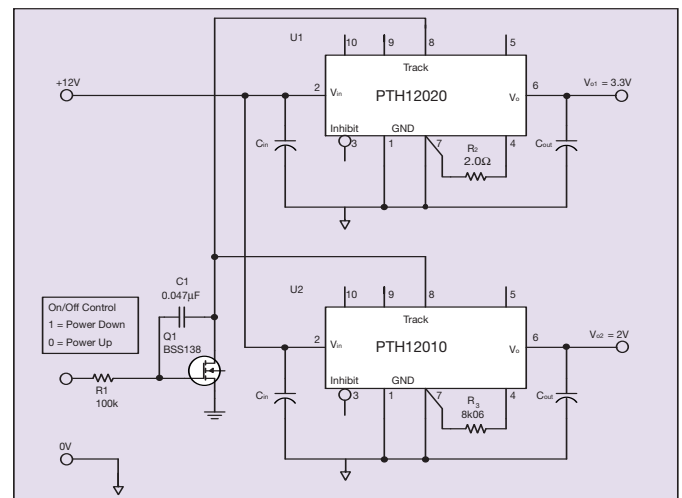 U1
10
9
8
5
Track
+12V
2
Vin
PTH12020
Vo
6
Vo1 = 3.3V
Inhibit
GND
3
1
7
4
R2
2.0Ω
Cin
Cout
C1
0.047µF
U2
10
9
8
5
Track
On/Off Control
1 = Power Down
0 = Power Up
Q1
BSS138
2
Vin
PTH12010
Vo
6
Vo2 = 2V
Inhibit
GND
3
1
7
4
R3
8k06
R1
100k
Cin
Cout
0V